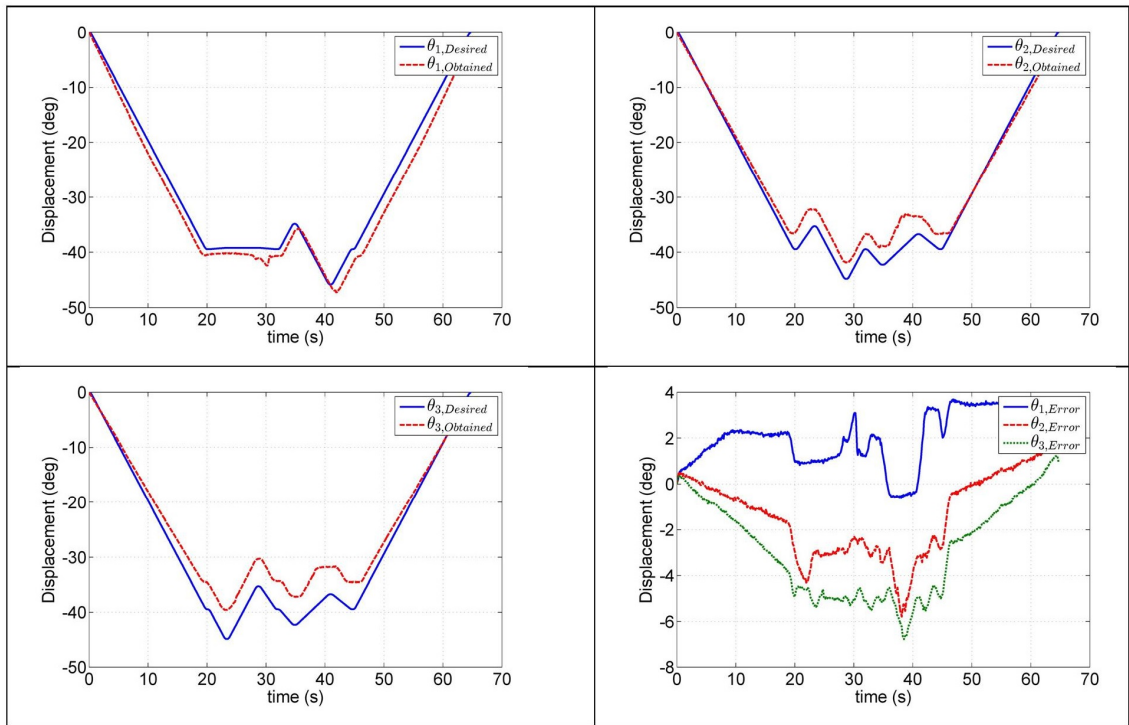 0
-10
-20
-30
-40
-50
Displacement (deg)
θ1,Desired
θ1,Obtained
0 10 20 30 40 50 60 70
time (s)
0
-10
-20
-30
-40
-50
Displacement (deg)
θ2,Desired
θ2,Obtained
0 10 20 30 40 50 60 70
time (s)
0
-10
-20
-30
-40
-50
Displacement (deg)
θ3,Desired
θ3,Obtained
0 10 20 30 40 50 60 70
time (s)
4
2
0
-2
-4
-6
-8
Displacement (deg)
θ1,Error
θ2,Error
θ3,Error
0 10 20 30 40 50 60 70
time (s)